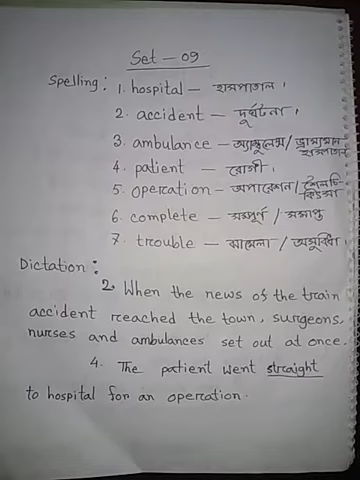 Set - 09
Spelling: 1. hospital - হাসপাতাল।
2. accident - দুর্ঘটনা।
3. ambulance - অ্যাম্বুলেন্স / ভ্রাম্যমান হাসপাতাল
4. patient - রোগী।
5. operation - অপারেশন / শৈল্যচিকিৎসা
6. complete - সম্পূর্ণ / সমাপ্ত
7. trouble - ঝামেলা / অসুবিধা।
Dictation:
2. When the news of the train
accident reached the town, surgeons,
nurses and ambulances set out at once.
4. The patient went straight
to hospital for an operation.